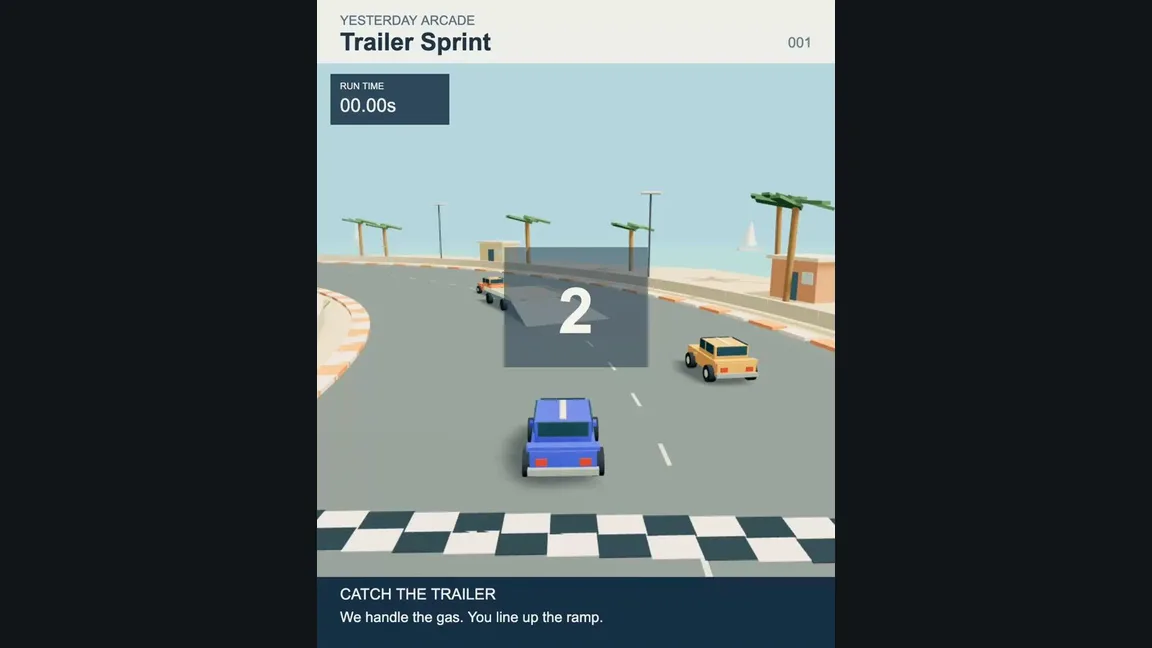 YESTERDAY ARCADE
Trailer Sprint
001
RUN TIME
00.00s
2
CATCH THE TRAILER
We handle the gas. You line up the ramp.